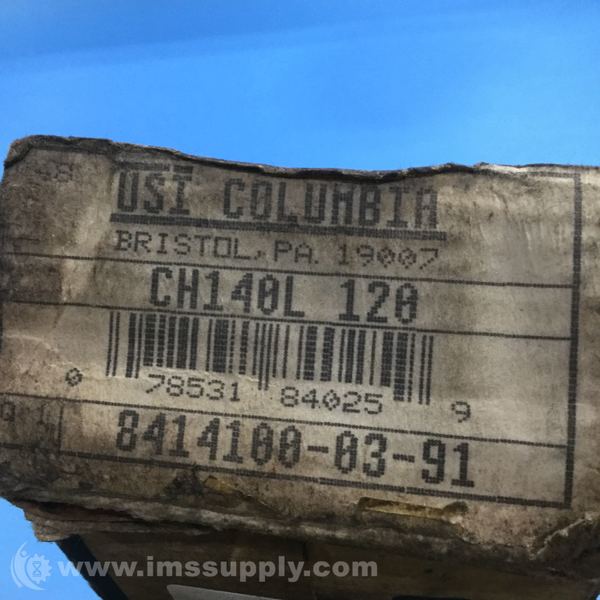 USI COLUMBIA
BRISTOL, PA. 19007
CH140L 120
0 78531 84025 9
8414100-03-91
www.imssupply.com